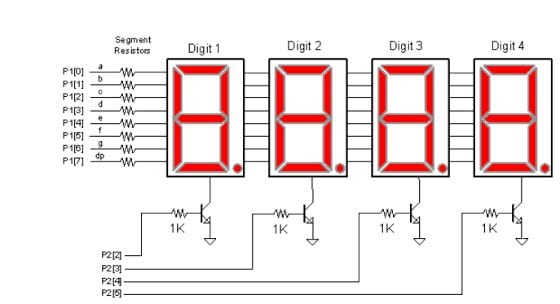 Segment
Resistors
Digit 1
Digit 2
Digit 3
Digit 4
P1[0] a
P1[1] b
P1[2] c
P1[3] d
P1[4] e
P1[5] f
P1[6] g
P1[7] dp
1K
1K
1K
1K
P2[2]
P2[3]
P2[4]
P2[5]